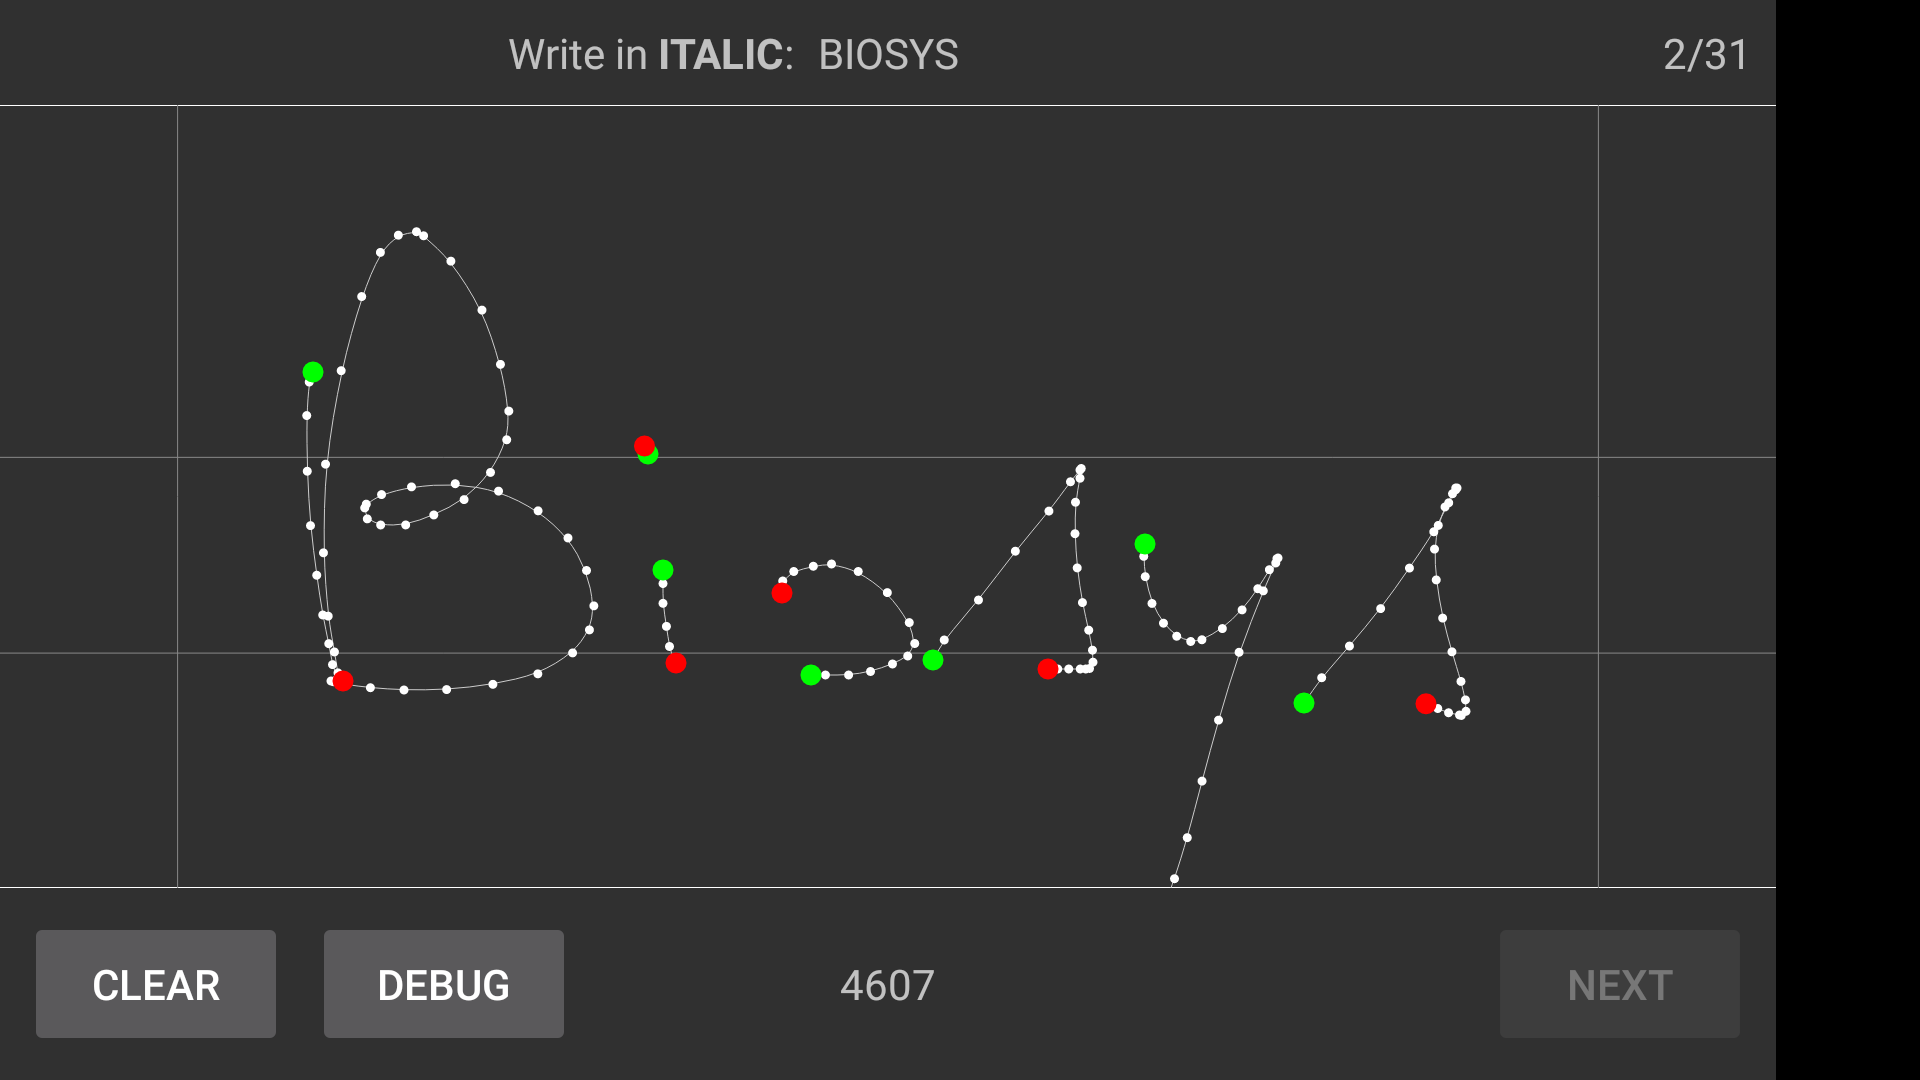 Write in ITALIC: BIOSYS
2/31
Biosys
CLEAR
DEBUG
4607
NEXT